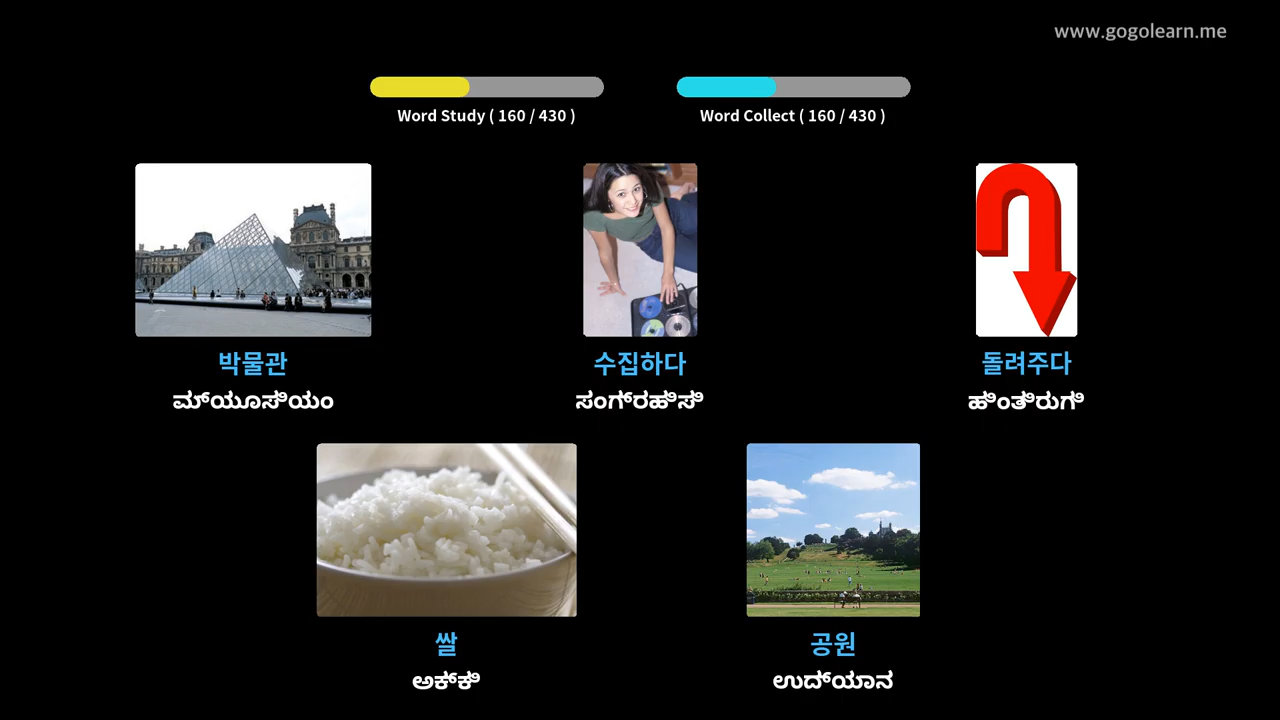 www.gogolearn.me
Word Study ( 160 / 430 )
Word Collect ( 160 / 430 )
박물관
ಮ್ಯೂಸಿಯಂ
수집하다
ಸಂಗ್ರಹಿಸಿ
돌려주다
ಹಿಂತಿರುಗಿ
쌀
ಅಕ್ಕಿ
공원
ಉದ್ಯಾನ